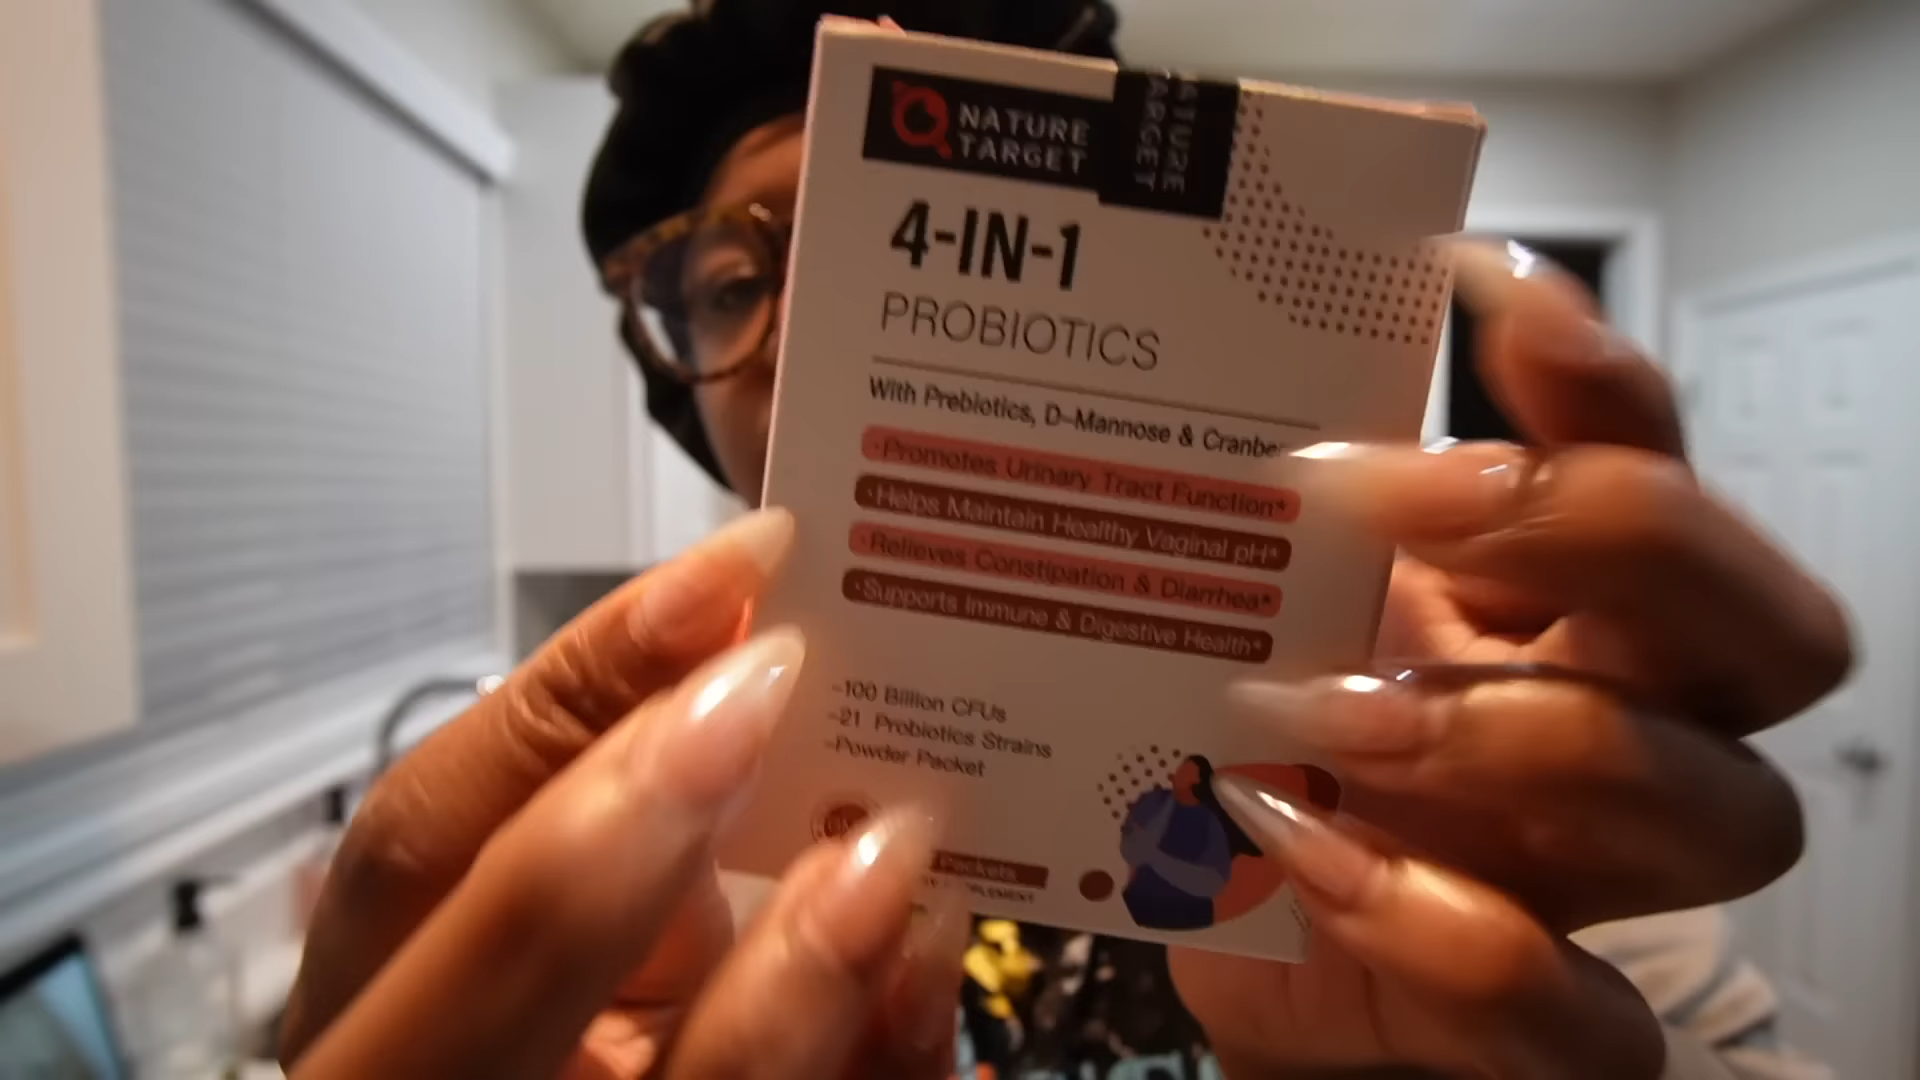 NATURE
TARGET
NATURE
TARGET
4-IN-1
PROBIOTICS
With Prebiotics, D-Mannose &
·Promotes Urinary Tract Function*
·Helps Maintain Healthy Vaginal pH*
·Relieves Constipation & Diarrhea*
·Supports Immune & Digestive Health*
-100 Billion CFUs
-21 Probiotics Strains
-Powder Packet
Packets